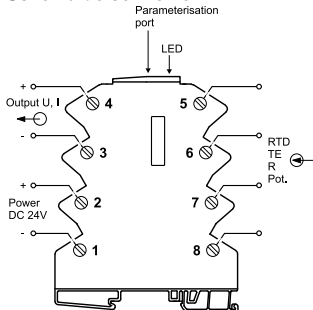 Parameterisation
port
LED
+
4
5
Output U, I
-
3
6
RTD
TE
R
Pot.
+
2
7
Power
DC 24V
-
1
8